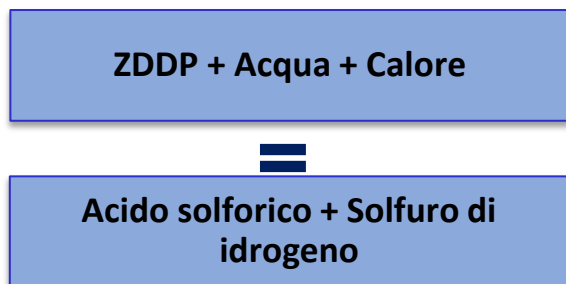 ZDDP + Acqua + Calore
=
Acido solforico + Solfuro di
idrogeno